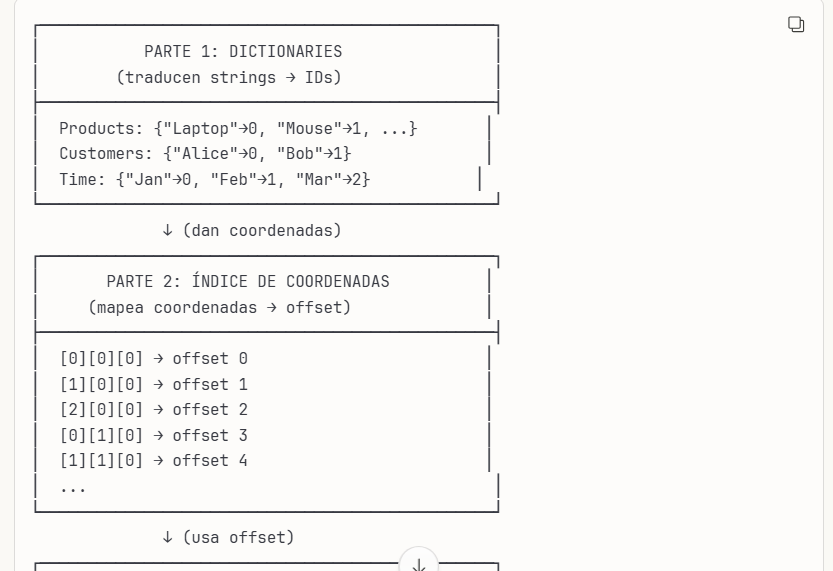 PARTE 1: DICTIONARIES
(traducen strings → IDs)
Products: {"Laptop"→0, "Mouse"→1, ...}
Customers: {"Alice"→0, "Bob"→1}
Time: {"Jan"→0, "Feb"→1, "Mar"→2}
↓ (dan coordenadas)
PARTE 2: ÍNDICE DE COORDENADAS
(mapea coordenadas → offset)
[0][0][0] → offset 0
[1][0][0] → offset 1
[2][0][0] → offset 2
[0][1][0] → offset 3
[1][1][0] → offset 4
...
↓ (usa offset)